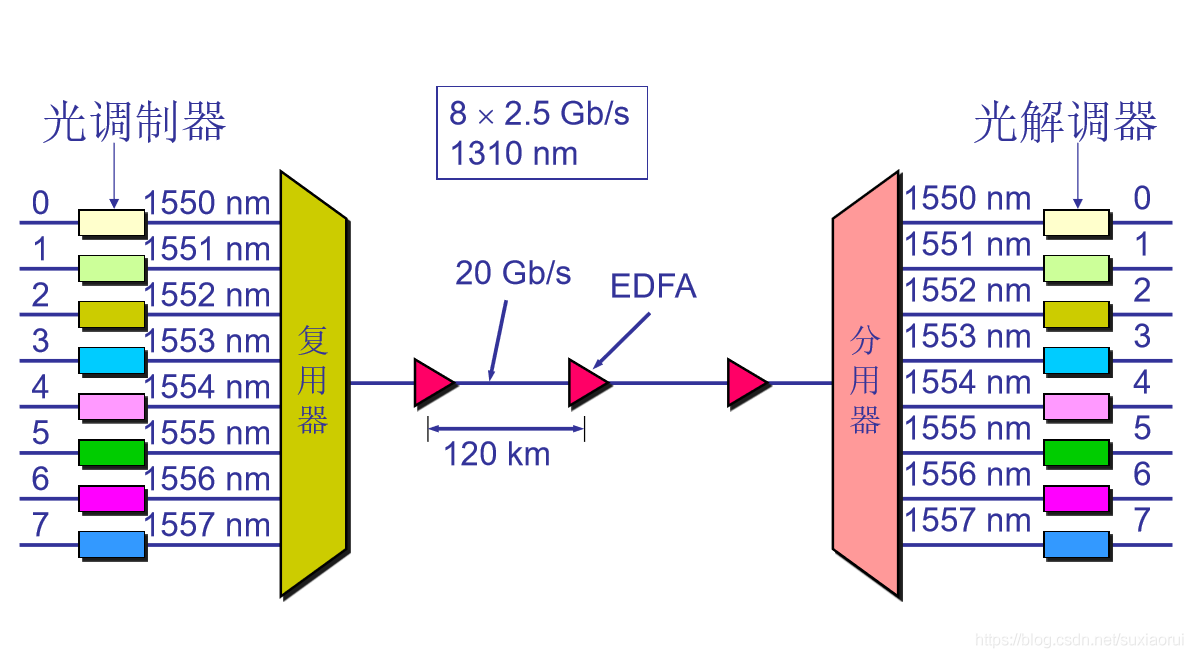 8 × 2.5 Gb/s
1310 nm
光调制器
光解调器
0
1550 nm
1
1551 nm
2
1552 nm
3
1553 nm
4
1554 nm
5
1555 nm
6
1556 nm
7
1557 nm
复用器
20 Gb/s
EDFA
120 km
分用器
1550 nm
0
1551 nm
1
1552 nm
2
1553 nm
3
1554 nm
4
1555 nm
5
1556 nm
6
1557 nm
7
https://blog.csdn.net/suxiaorui